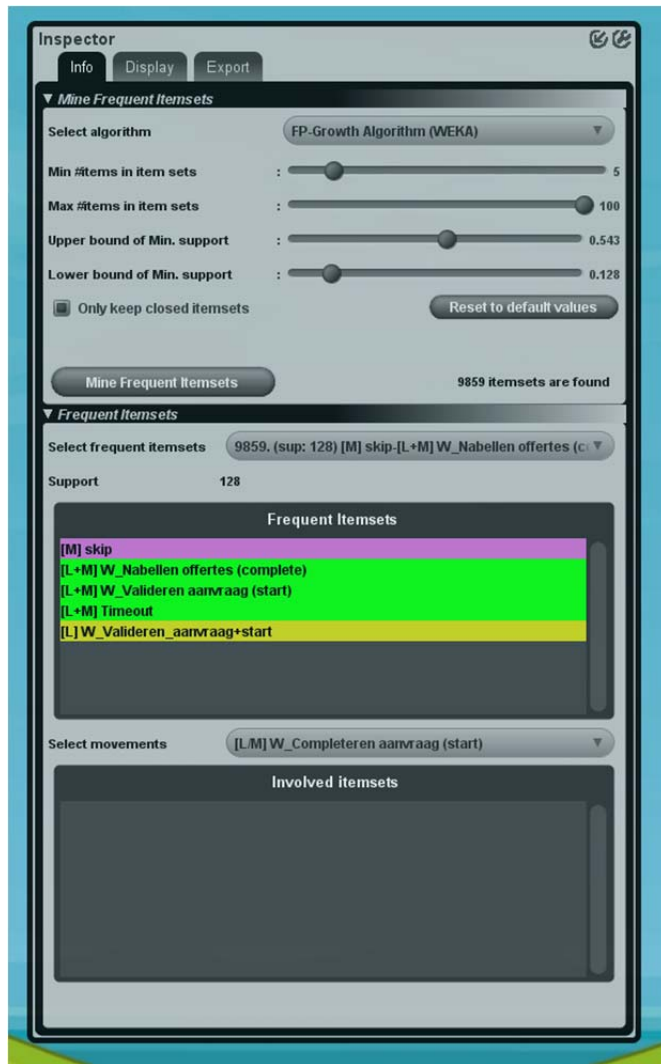 Inspector
Info Display Export
▼ Mine Frequent Itemsets
Select algorithm FP-Growth Algorithm (WEKA) ▼
Min #items in item sets : 5
Max #items in item sets : 100
Upper bound of Min. support : 0.543
Lower bound of Min. support : 0.128
Only keep closed itemsets Reset to default values
Mine Frequent Itemsets 9859 itemsets are found
▼ Frequent Itemsets
Select frequent itemsets 9859. (sup: 128) [M] skip-[L+M] W_Nabellen offertes (c ▼
Support 128
Frequent Itemsets
[M] skip
[L+M] W_Nabellen offertes (complete)
[L+M] W_Valideren aanvraag (start)
[L+M] Timeout
[L] W_Valideren_aanvraag+start
Select movements [L/M] W_Completeren aanvraag (start) ▼
Involved itemsets